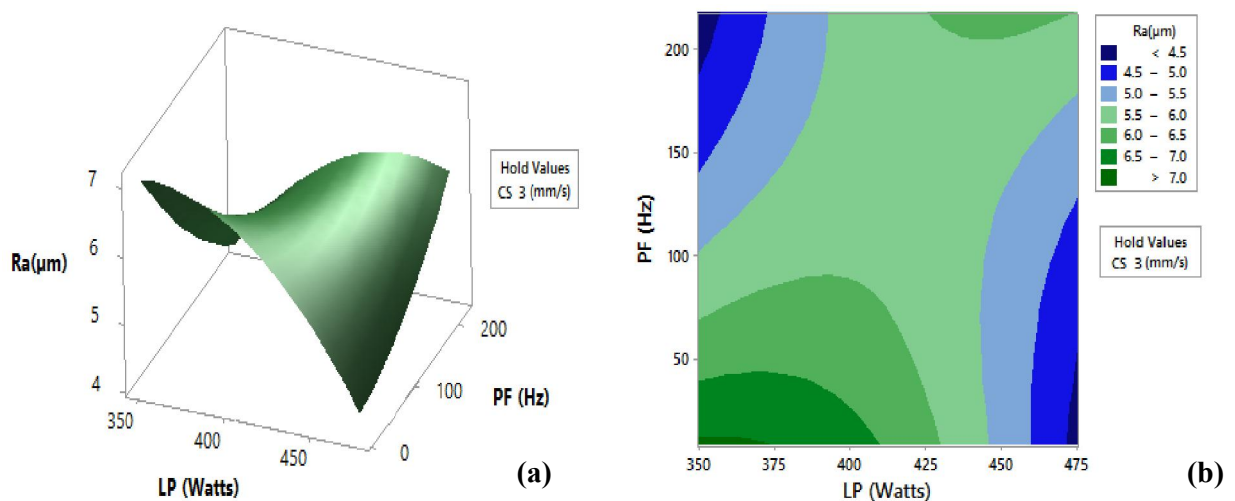 7
6
5
4
Ra(µm)
350
400
450
LP (Watts)
0
100
200
PF (Hz)
Hold Values
CS 3 (mm/s)
(a)
200
150
100
50
PF (Hz)
350 375 400 425 450 475
LP (Watts)
Ra(µm)
< 4.5
4.5 – 5.0
5.0 – 5.5
5.5 – 6.0
6.0 – 6.5
6.5 – 7.0
> 7.0
Hold Values
CS 3 (mm/s)
(b)